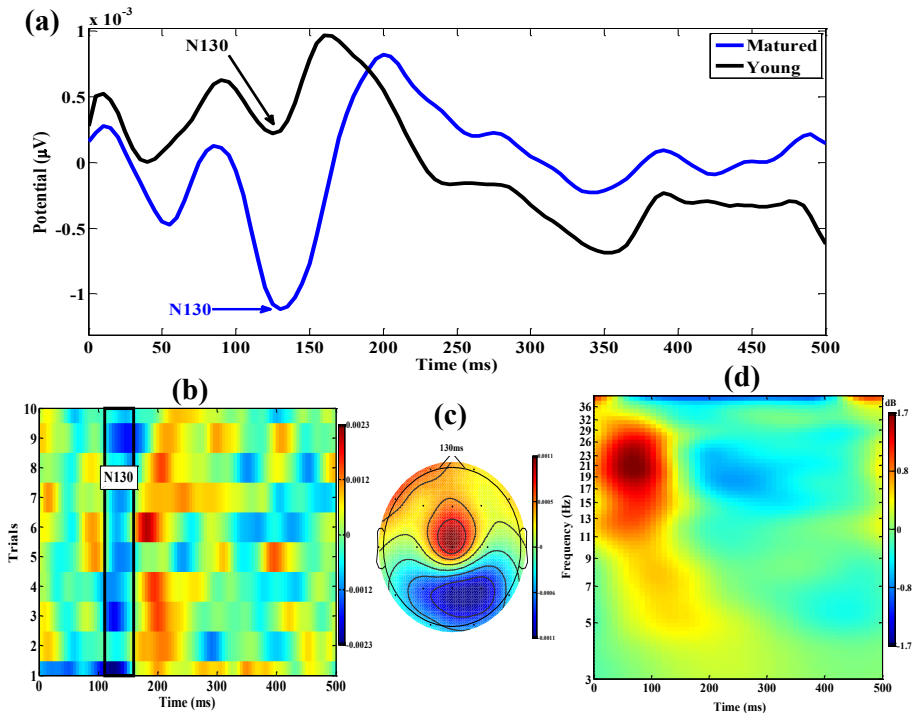 (a)
x 10-3
1
0.5
0
-0.5
-1
Potential (µV)
N130
N130
Matured
Young
0 50 100 150 200 250 300 350 400 450 500
Time (ms)
(b)
10
9
8
7
6
5
4
3
2
1
Trials
N130
0 100 200 300 400 500
Time (ms)
0.0023
0.0012
0
-0.0012
-0.0023
(c)
130ms
0.0011
0.0005
-0
-0.0006
-0.0011
(d)
36
29
26
23
21
19
17
15
13
11
9
7
5
3
Frequency (Hz)
0 100 200 300 400 500
Time (ms)
dB
1.7
0.8
0
-0.8
-1.7